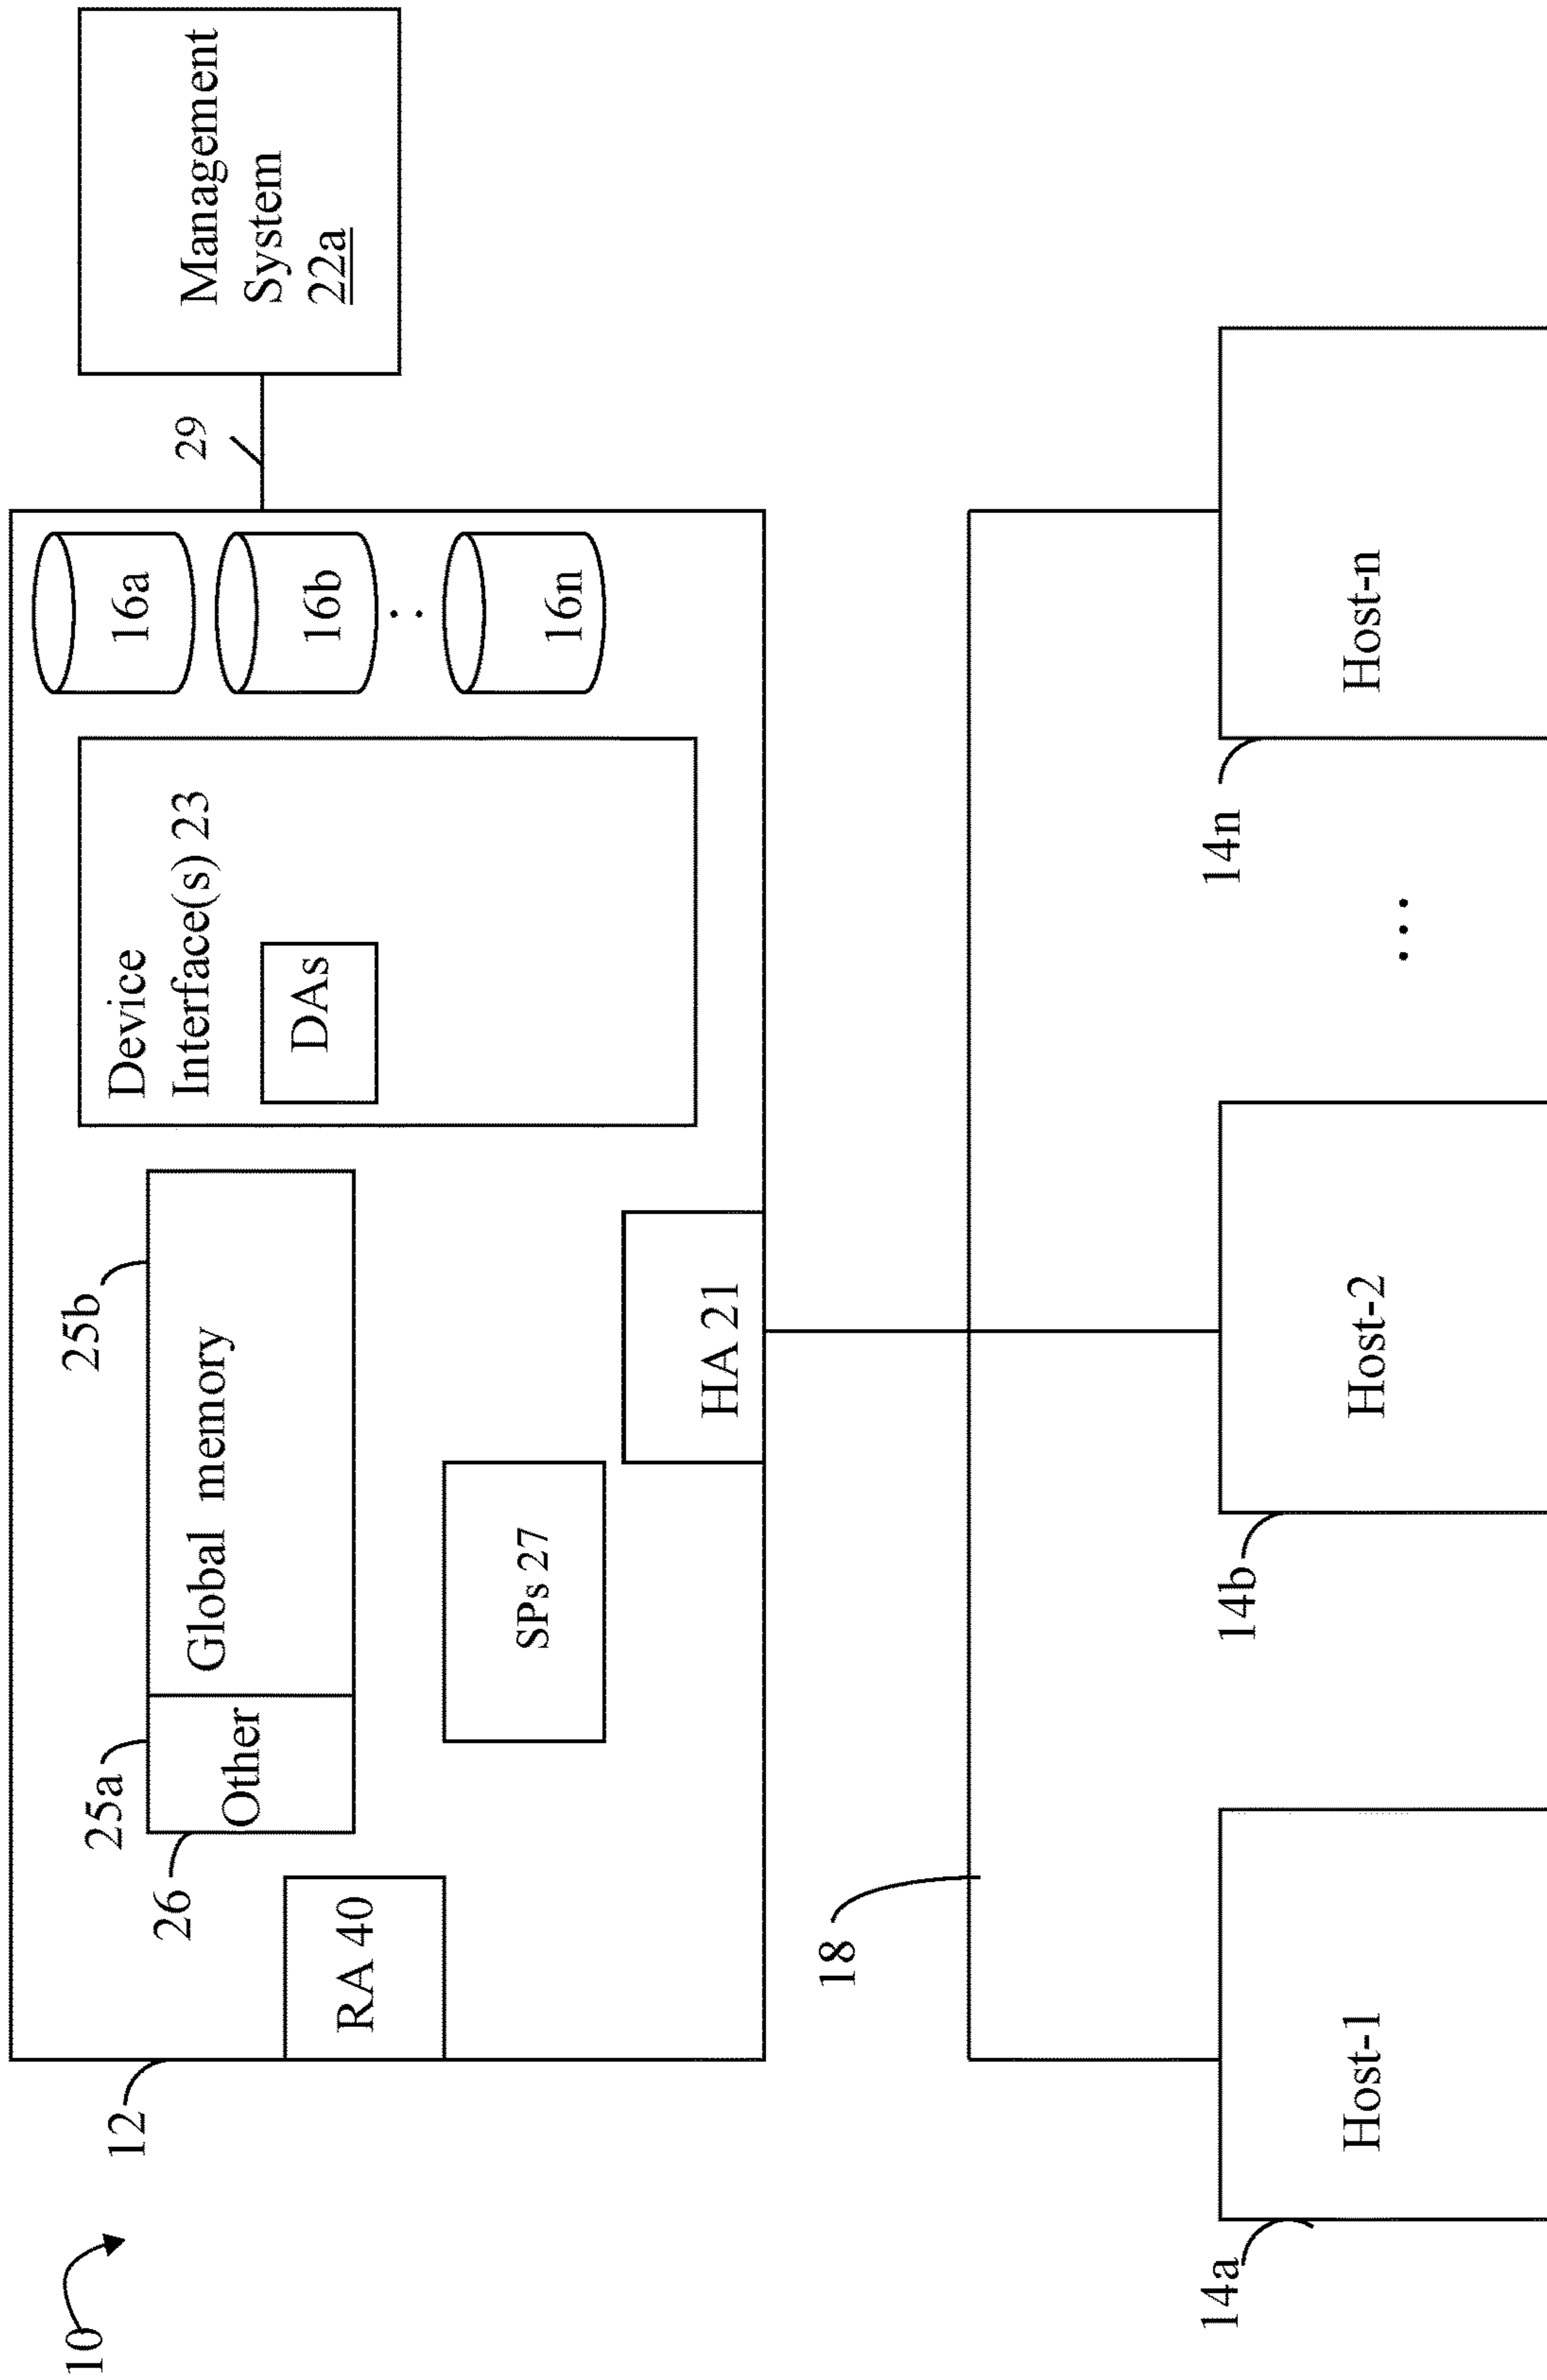 10
12
26
25a
25b
Other
Global memory
RA 40
SPs 27
HA 21
Device
Interface(s) 23
DAs
16a
16b
16n
29
Management
System
22a
18
14a
Host-1
14b
Host-2
...
14n
Host-n